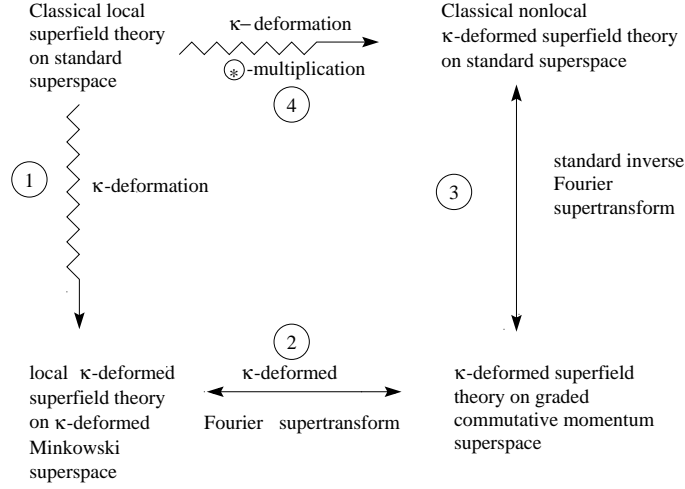 Classical local
superfield theory
on standard
superspace
κ– deformation
*-multiplication
4
Classical nonlocal
κ-deformed superfield theory
on standard superspace
1
κ-deformation
3
standard inverse
Fourier
supertransform
2
κ-deformed
Fourier supertransform
local κ-deformed
superfield theory
on κ-deformed
Minkowski
superspace
κ-deformed superfield
theory on graded
commutative momentum
superspace